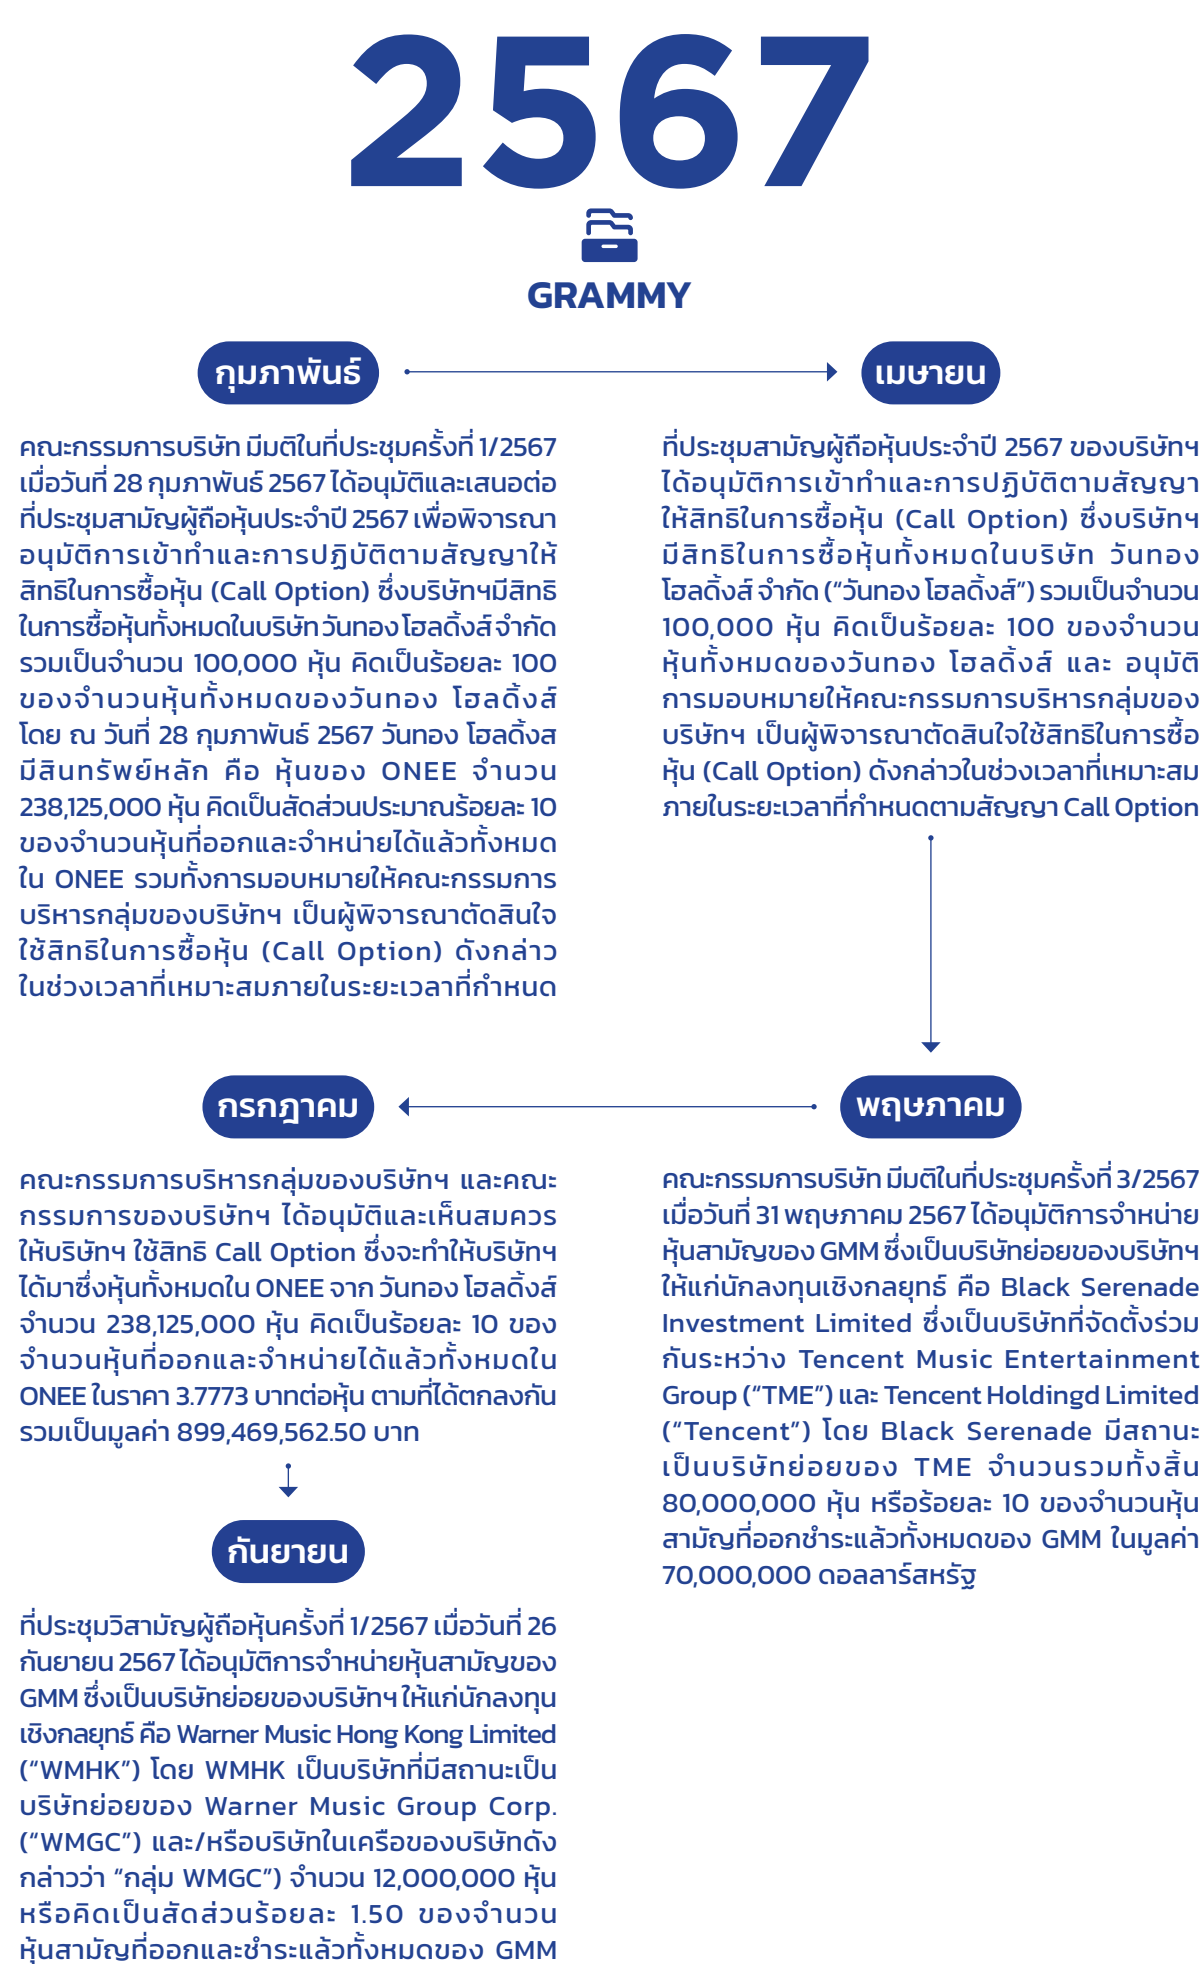 2567
GRAMMY
กุมภาพันธ์
คณะกรรมการบริษัท มีมติในที่ประชุมครั้งที่ 1/2567
เมื่อวันที่ 28 กุมภาพันธ์ 2567 ได้อนุมัติและเสนอต่อ
ที่ประชุมสามัญผู้ถือหุ้นประจำปี 2567 เพื่อพิจารณา
อนุมัติการเข้าทำและการปฏิบัติตามสัญญาให้
สิทธิในการซื้อหุ้น (Call Option) ซึ่งบริษัทฯมีสิทธิ
ในการซื้อหุ้นทั้งหมดในบริษัท วันทอง โฮลดิ้งส์ จำกัด
รวมเป็นจำนวน 100,000 หุ้น คิดเป็นร้อยละ 100
ของจำนวนหุ้นทั้งหมดของวันทอง โฮลดิ้งส์
โดย ณ วันที่ 28 กุมภาพันธ์ 2567 วันทอง โฮลดิ้งส
มีสินทรัพย์หลัก คือ หุ้นของ ONEE จำนวน
238,125,000 หุ้น คิดเป็นสัดส่วนประมาณร้อยละ 10
ของจำนวนหุ้นที่ออกและจำหน่ายได้แล้วทั้งหมด
ใน ONEE รวมทั้งการมอบหมายให้คณะกรรมการ
บริหารกลุ่มของบริษัทฯ เป็นผู้พิจารณาตัดสินใจ
ใช้สิทธิในการซื้อหุ้น (Call Option) ดังกล่าว
ในช่วงเวลาที่เหมาะสมภายในระยะเวลาที่กำหนด
เมษายน
ที่ประชุมสามัญผู้ถือหุ้นประจำปี 2567 ของบริษัทฯ
ได้อนุมัติการเข้าทำและการปฏิบัติตามสัญญา
ให้สิทธิในการซื้อหุ้น (Call Option) ซึ่งบริษัทฯ
มีสิทธิในการซื้อหุ้นทั้งหมดในบริษัท วันทอง
โฮลดิ้งส์ จำกัด (“วันทอง โฮลดิ้งส์”) รวมเป็นจำนวน
100,000 หุ้น คิดเป็นร้อยละ 100 ของจำนวน
หุ้นทั้งหมดของวันทอง โฮลดิ้งส์ และ อนุมัติ
การมอบหมายให้คณะกรรมการบริหารกลุ่มของ
บริษัทฯ เป็นผู้พิจารณาตัดสินใจใช้สิทธิในการซื้อ
หุ้น (Call Option) ดังกล่าวในช่วงเวลาที่เหมาะสม
ภายในระยะเวลาที่กำหนดตามสัญญา Call Option
พฤษภาคม
คณะกรรมการบริษัท มีมติในที่ประชุมครั้งที่ 3/2567
เมื่อวันที่ 31 พฤษภาคม 2567 ได้อนุมัติการจำหน่าย
หุ้นสามัญของ GMM ซึ่งเป็นบริษัทย่อยของบริษัทฯ
ให้แก่นักลงทุนเชิงกลยุทธ์ คือ Black Serenade
Investment Limited ซึ่งเป็นบริษัทที่จัดตั้งร่วม
กันระหว่าง Tencent Music Entertainment
Group (“TME”) และ Tencent Holdingd Limited
(“Tencent”) โดย Black Serenade มีสถานะ
เป็นบริษัทย่อยของ TME จำนวนรวมทั้งสิ้น
80,000,000 หุ้น หรือร้อยละ 10 ของจำนวนหุ้น
สามัญที่ออกชำระแล้วทั้งหมดของ GMM ในมูลค่า
70,000,000 ดอลลาร์สหรัฐ
กรกฎาคม
คณะกรรมการบริหารกลุ่มของบริษัทฯ และคณะ
กรรมการของบริษัทฯ ได้อนุมัติและเห็นสมควร
ให้บริษัทฯ ใช้สิทธิ Call Option ซึ่งจะทำให้บริษัทฯ
ได้มาซึ่งหุ้นทั้งหมดใน ONEE จาก วันทอง โฮลดิ้งส์
จำนวน 238,125,000 หุ้น คิดเป็นร้อยละ 10 ของ
จำนวนหุ้นที่ออกและจำหน่ายได้แล้วทั้งหมดใน
ONEE ในราคา 3.7773 บาทต่อหุ้น ตามที่ได้ตกลงกัน
รวมเป็นมูลค่า 899,469,562.50 บาท
กันยายน
ที่ประชุมวิสามัญผู้ถือหุ้นครั้งที่ 1/2567 เมื่อวันที่ 26
กันยายน 2567 ได้อนุมัติการจำหน่ายหุ้นสามัญของ
GMM ซึ่งเป็นบริษัทย่อยของบริษัทฯ ให้แก่นักลงทุน
เชิงกลยุทธ์ คือ Warner Music Hong Kong Limited
(“WMHK”) โดย WMHK เป็นบริษัทที่มีสถานะเป็น
บริษัทย่อยของ Warner Music Group Corp.
(“WMGC”) และ/หรือบริษัทในเครือของบริษัทดัง
กล่าวว่า “กลุ่ม WMGC”) จำนวน 12,000,000 หุ้น
หรือคิดเป็นสัดส่วนร้อยละ 1.50 ของจำนวน
หุ้นสามัญที่ออกและชำระแล้วทั้งหมดของ GMM